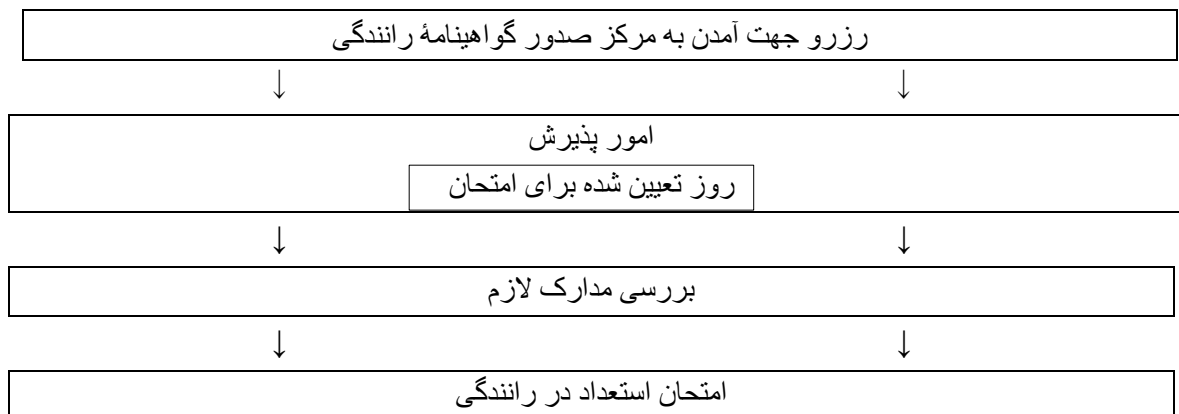 رزرو جهت آمدن به مرکز صدور گواهینامۀ رانندگی
↓ ↓
امور پذیرش
روز تعیین شده برای امتحان
↓ ↓
بررسی مدارک لازم
↓ ↓
امتحان استعداد در رانندگی